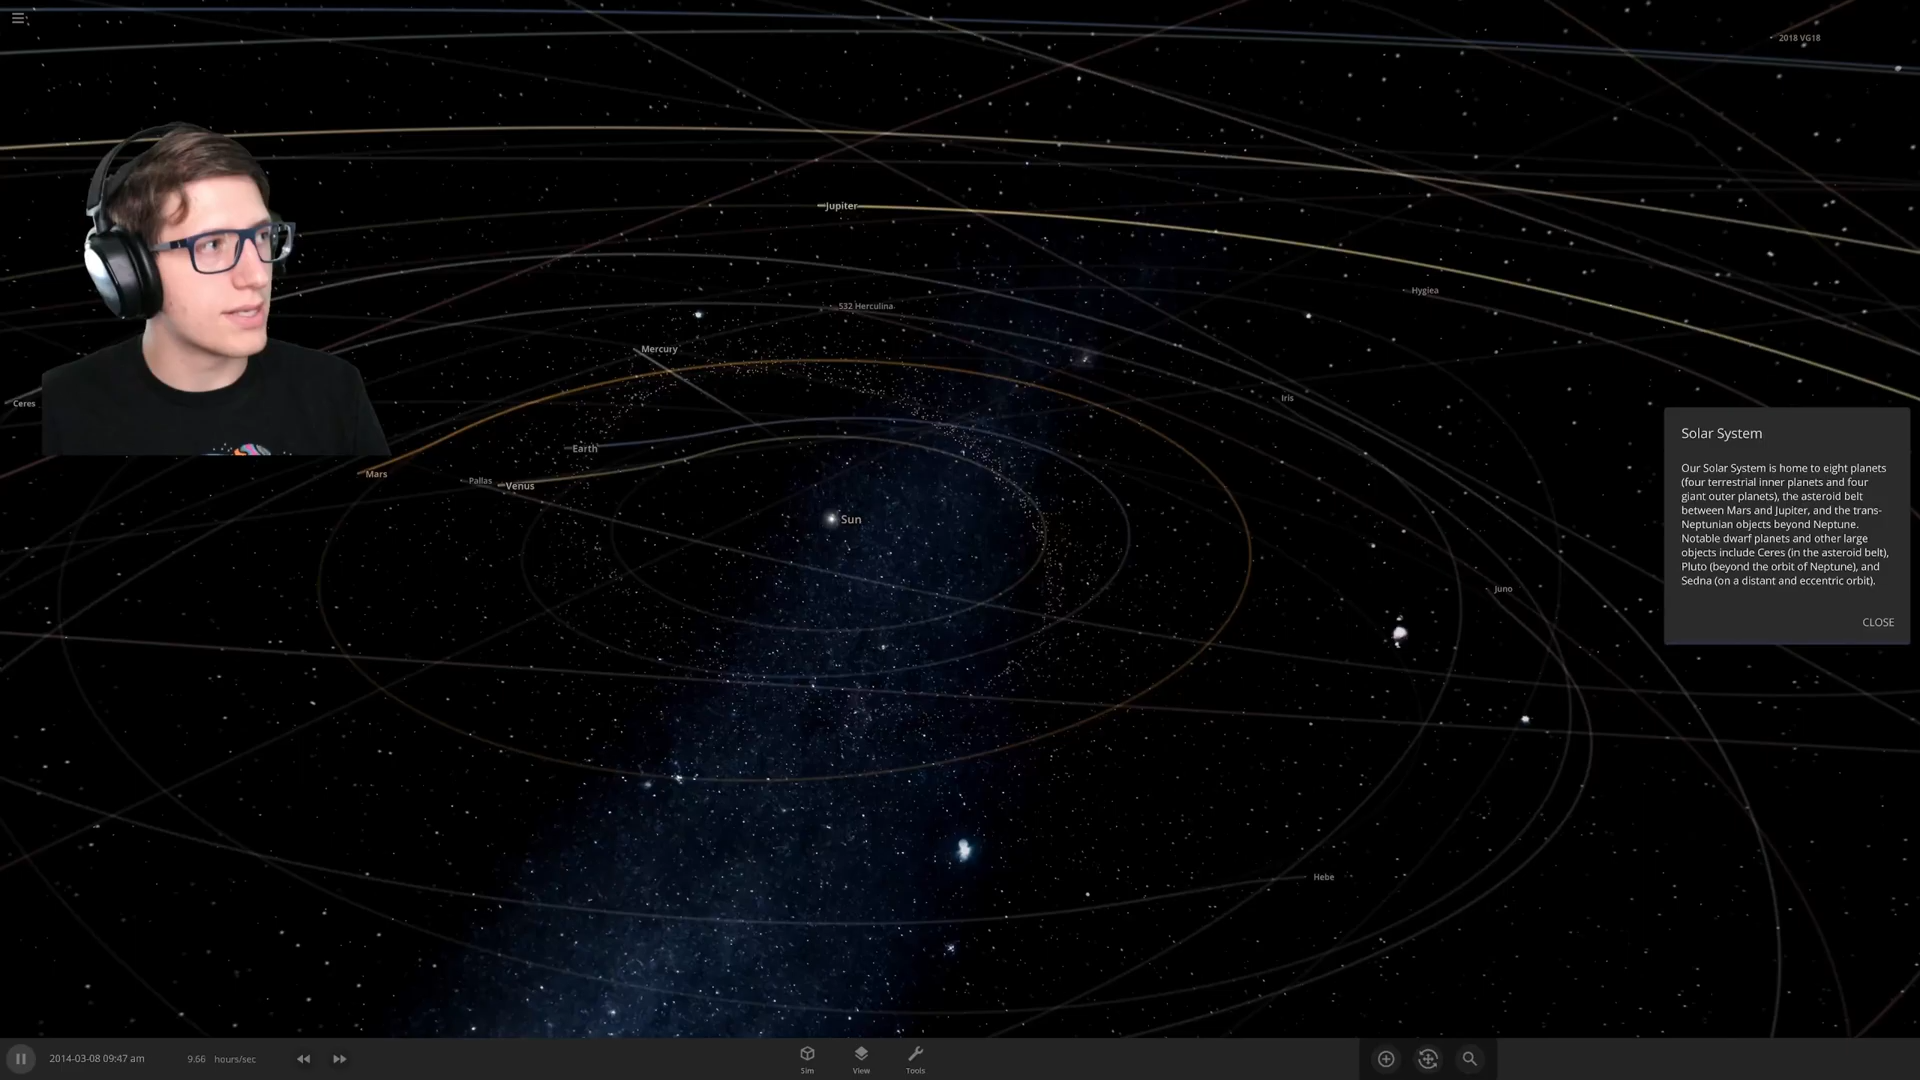 2018 VG18
Jupiter
Hygiea
532 Herculina
Mercury
Iris
Ceres
Earth
Mars
Pallas
Venus
Sun
Juno
Hebe
Solar System
Our Solar System is home to eight planets
(four terrestrial inner planets and four
giant outer planets), the asteroid belt
between Mars and Jupiter, and the trans-
Neptunian objects beyond Neptune.
Notable dwarf planets and other large
objects include Ceres (in the asteroid belt),
Pluto (beyond the orbit of Neptune), and
Sedna (on a distant and eccentric orbit).
CLOSE
2014-03-08 09:47 am
9.66 hours/sec
Sim
View
Tools